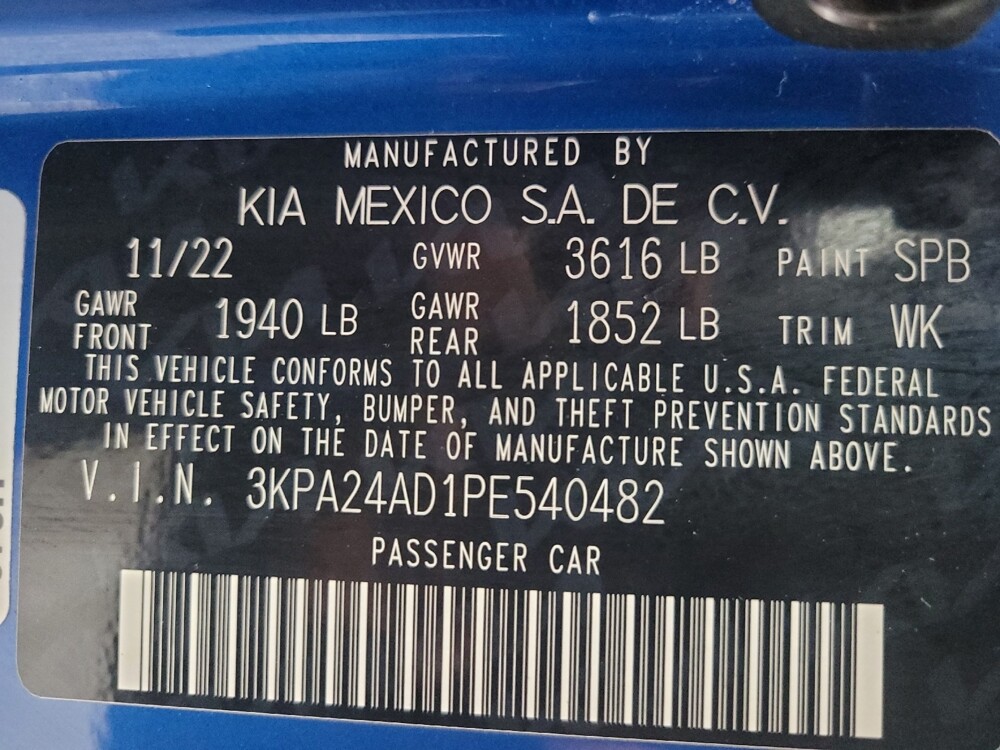 MANUFACTURED BY
KIA MEXICO S.A. DE C.V.
11/22 GVWR 3616 LB PAINT SPB
GAWR FRONT 1940 LB GAWR REAR 1852 LB TRIM WK
THIS VEHICLE CONFORMS TO ALL APPLICABLE U.S.A. FEDERAL
MOTOR VEHICLE SAFETY, BUMPER, AND THEFT PREVENTION STANDARDS
IN EFFECT ON THE DATE OF MANUFACTURE SHOWN ABOVE.
V.I.N. 3KPA24AD1PE540482
PASSENGER CAR